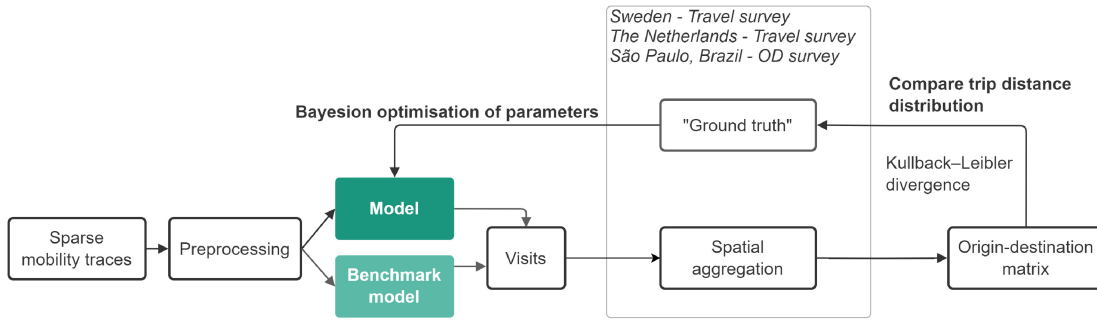 Sweden - Travel survey
The Netherlands - Travel survey
São Paulo, Brazil - OD survey
Compare trip distance
distribution
Bayesion optimisation of parameters
"Ground truth"
Kullback–Leibler
divergence
Model
Sparse
mobility traces
Preprocessing
Visits
Spatial
aggregation
Origin-destination
matrix
Benchmark
model